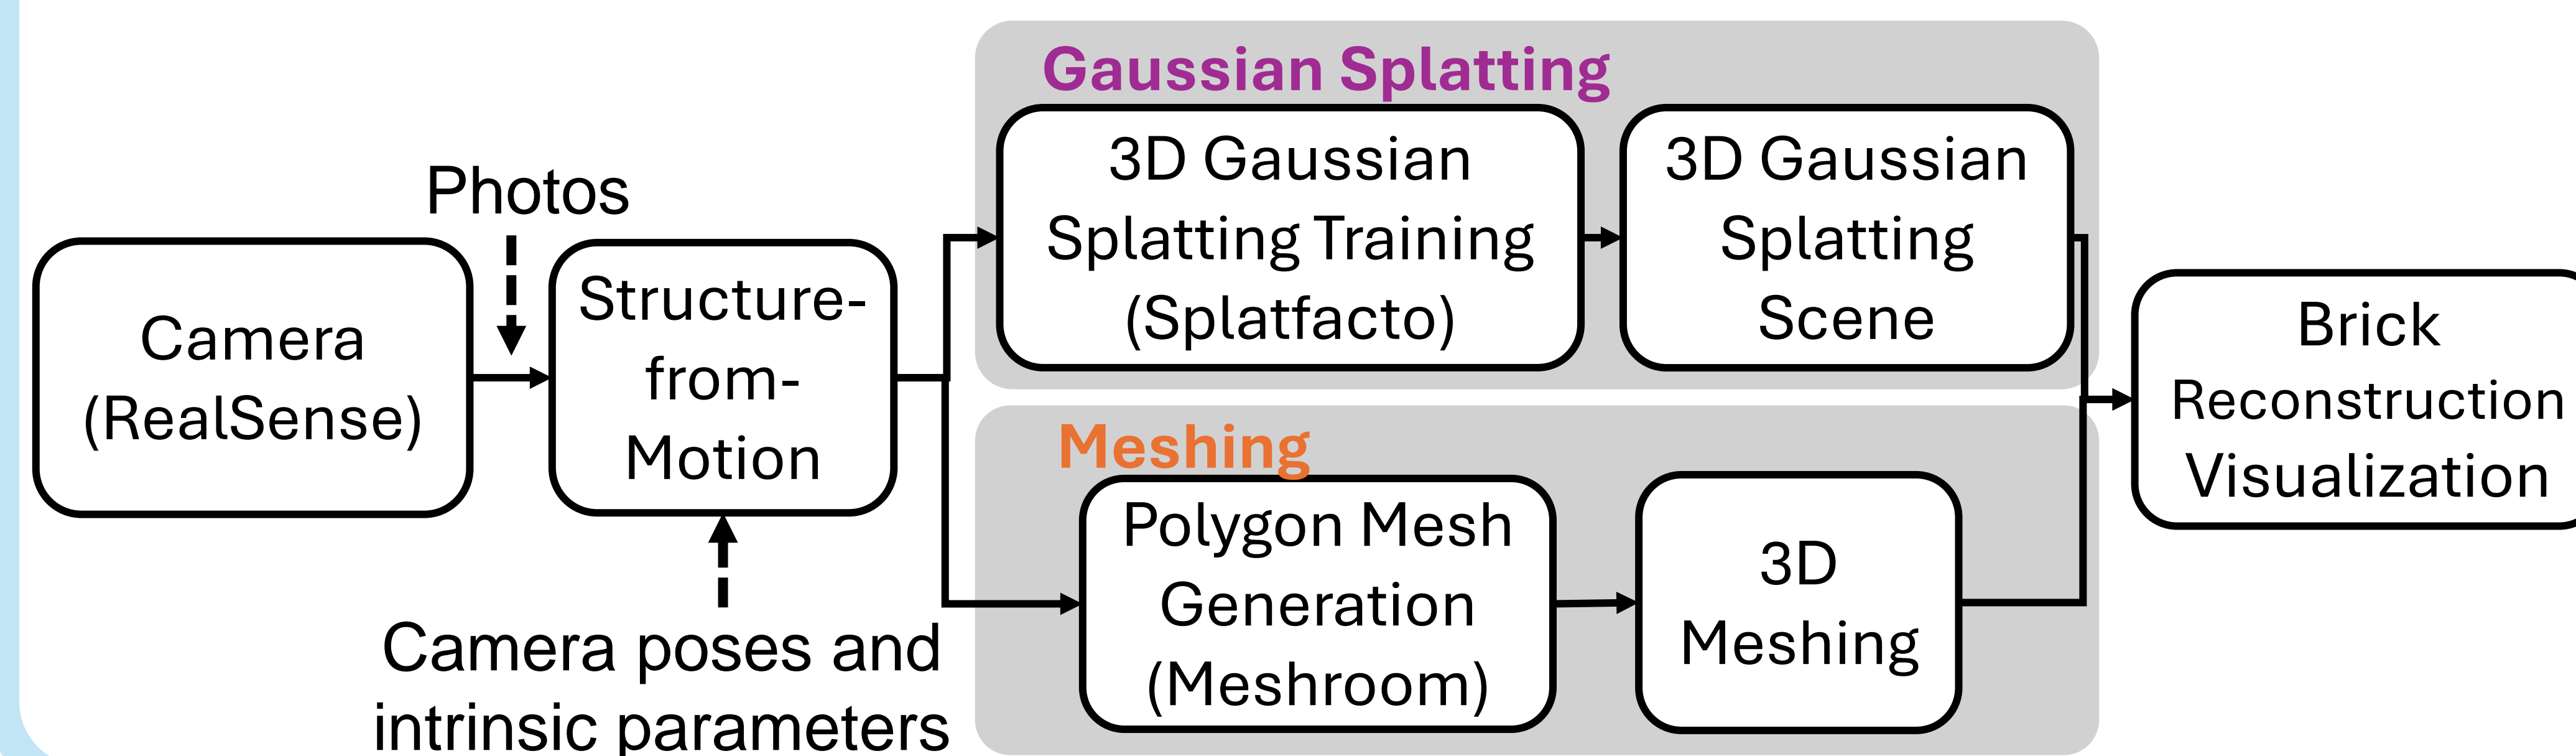 Photos
Camera
(RealSense)
Structure-
from-
Motion
Camera poses and
intrinsic parameters
Gaussian Splatting
3D Gaussian
Splatting Training
(Splatfacto)
3D Gaussian
Splatting
Scene
Meshing
Polygon Mesh
Generation
(Meshroom)
3D
Meshing
Brick
Reconstruction
Visualization